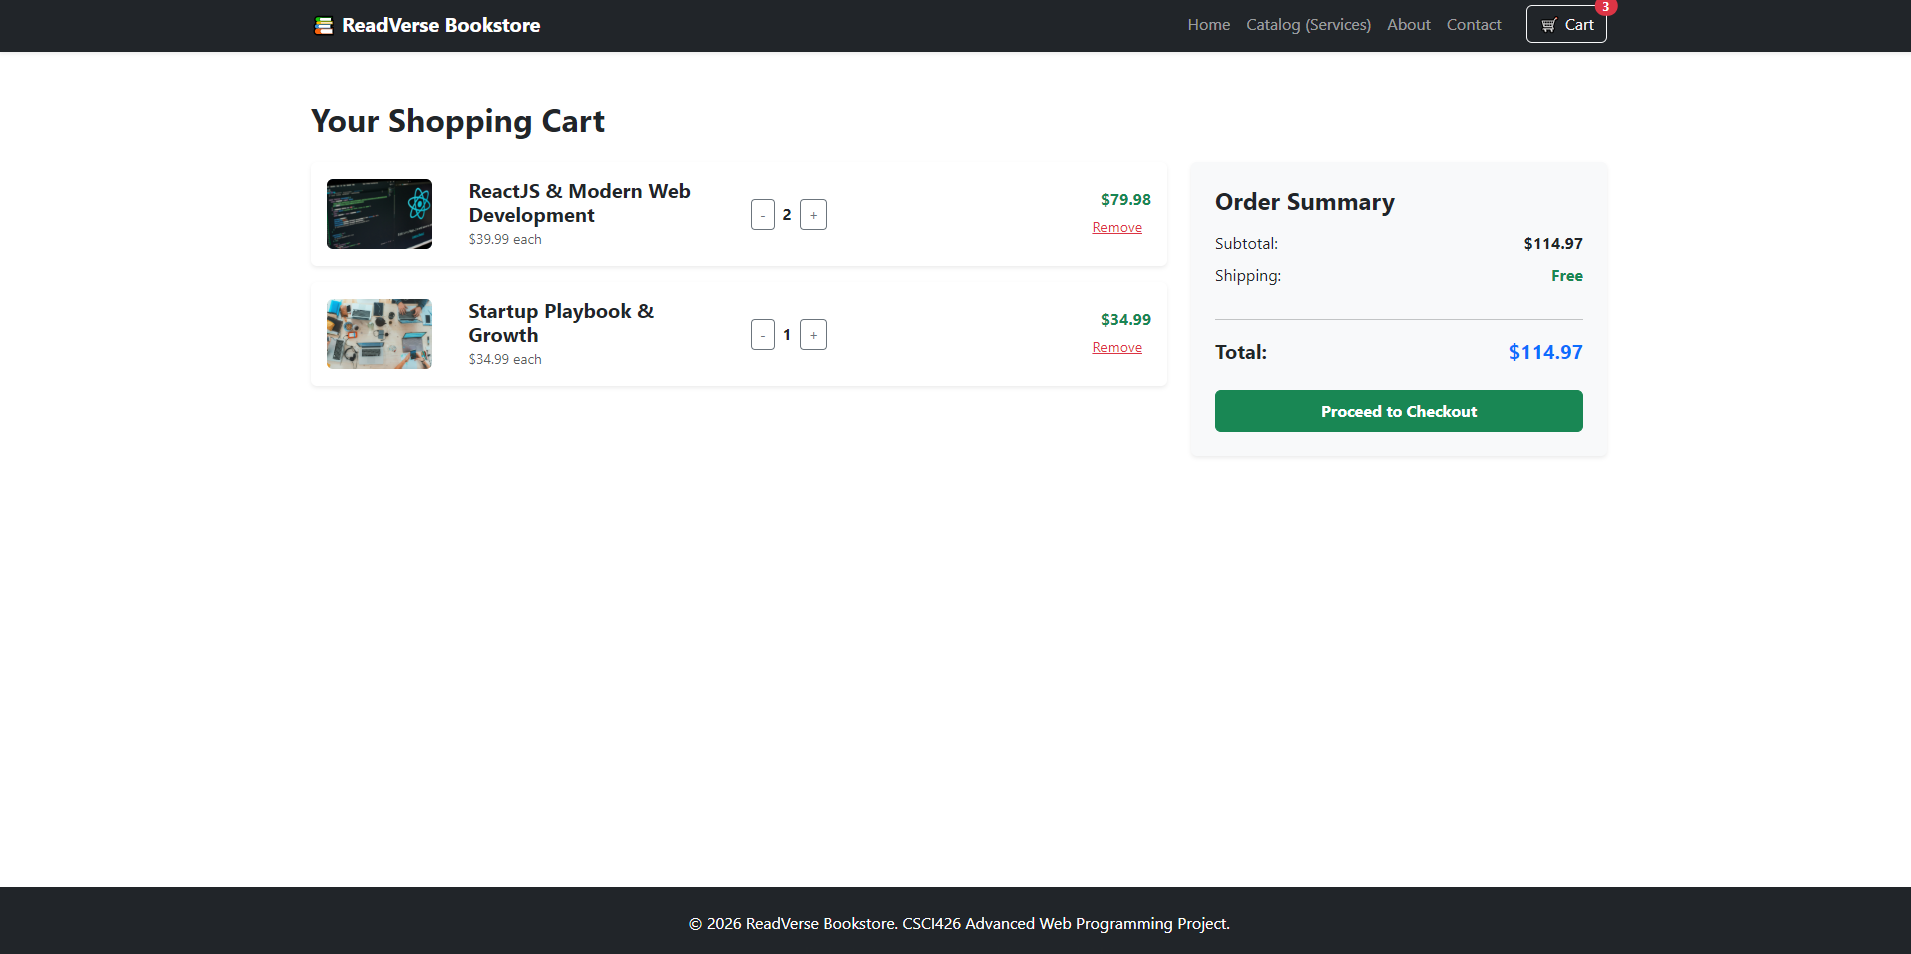 ReadVerse Bookstore
Home
Catalog (Services)
About
Contact
Cart
3
Your Shopping Cart
ReactJS & Modern Web
Development
$39.99 each
-
2
+
$79.98
Remove
Startup Playbook &
Growth
$34.99 each
-
1
+
$34.99
Remove
Order Summary
Subtotal: $114.97
Shipping: Free
Total: $114.97
Proceed to Checkout
© 2026 ReadVerse Bookstore. CSCI426 Advanced Web Programming Project.